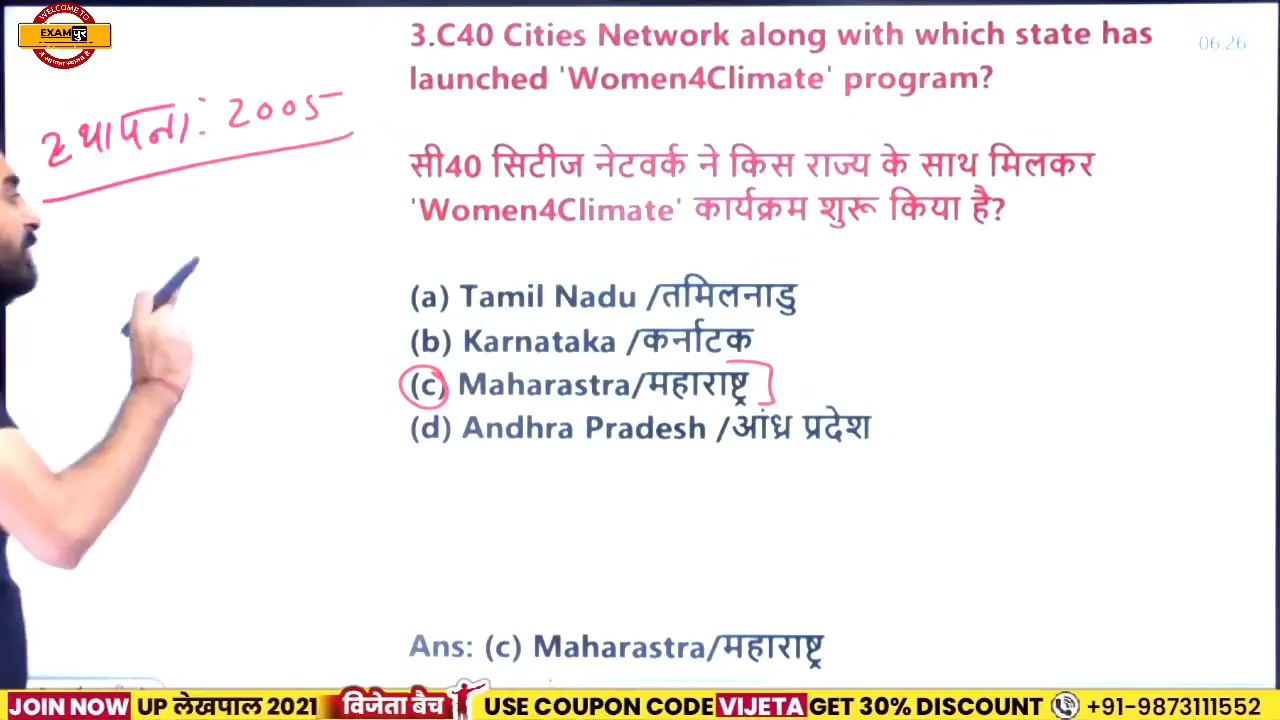 WELCOME TO
EXAM पुर
3.C40 Cities Network along with which state has
06:26
launched 'Women4Climate' program?
स्थापना: 2005
सी40 सिटीज नेटवर्क ने किस राज्य के साथ मिलकर
'Women4Climate' कार्यक्रम शुरू किया है?
(a) Tamil Nadu /तमिलनाडु
(b) Karnataka /कर्नाटक
(c) Maharastra/महाराष्ट्र
(d) Andhra Pradesh /आंध्र प्रदेश
Ans: (c) Maharastra/महाराष्ट्र
JOIN NOW UP लेखपाल 2021 विजेता बैच USE COUPON CODE VIJETA GET 30% DISCOUNT +91-9873111552